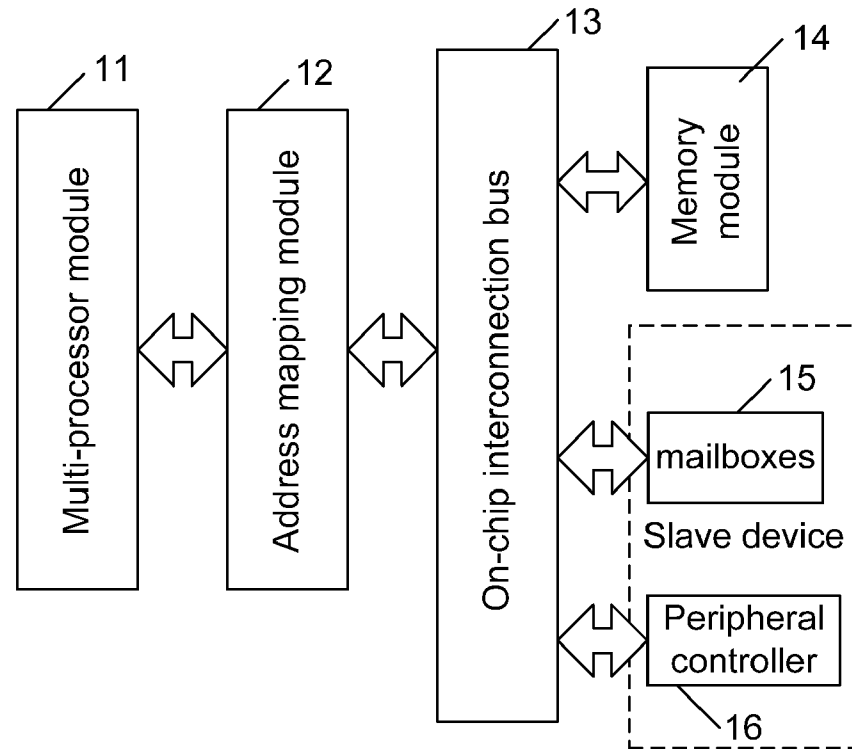 11
Multi-processor module
12
Address mapping module
13
On-chip interconnection bus
14
Memory
module
15
mailboxes
Slave device
Peripheral
controller
16